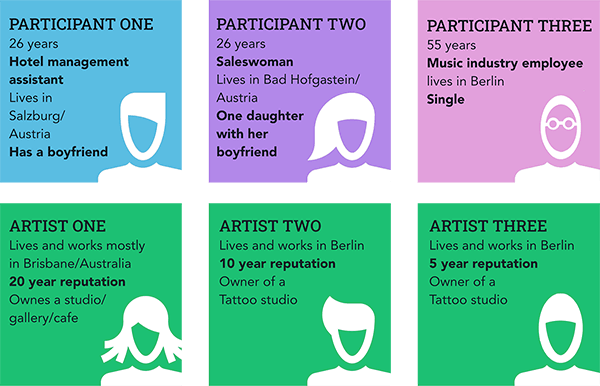 PARTICIPANT ONE
26 years
Hotel management
assistant
Lives in
Salzburg/
Austria
Has a boyfriend
PARTICIPANT TWO
26 years
Saleswoman
Lives in Bad Hofgastein/
Austria
One daughter
with her
boyfriend
PARTICIPANT THREE
55 years
Music industry employee
lives in Berlin
Single
ARTIST ONE
Lives and works mostly
in Brisbane/Australia
20 year reputation
Ownes a studio/
gallery/cafe
ARTIST TWO
Lives and works in Berlin
10 year reputation
Owner of a
Tattoo studio
ARTIST THREE
Lives and works in Berlin
5 year reputation
Owner of a
Tattoo studio